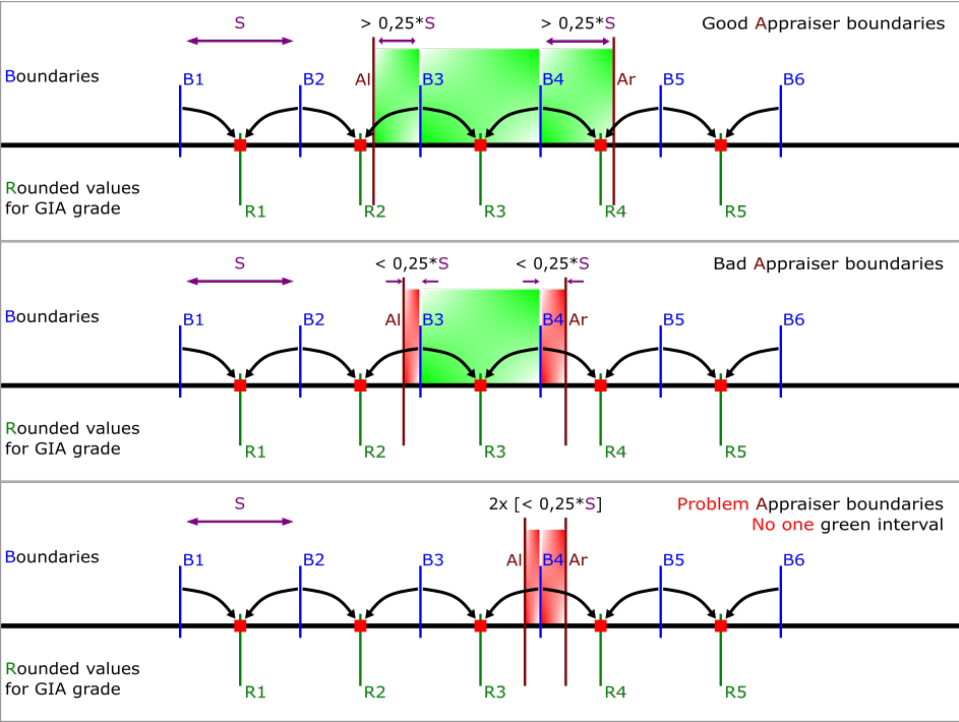 S
> 0,25*S
> 0,25*S
Good Appraiser boundaries
Boundaries
B1
B2
Al
B3
B4
Ar
B5
B6
Rounded values
for GIA grade
R1
R2
R3
R4
R5
S
< 0,25*S
< 0,25*S
Bad Appraiser boundaries
Boundaries
B1
B2
Al
B3
B4
Ar
B5
B6
Rounded values
for GIA grade
R1
R2
R3
R4
R5
S
2x [< 0,25*S]
Problem Appraiser boundaries
No one green interval
Boundaries
B1
B2
B3
Al
B4
Ar
B5
B6
Rounded values
for GIA grade
R1
R2
R3
R4
R5